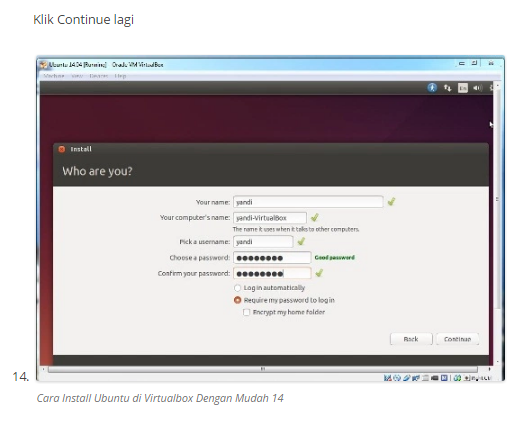 Klik Continue lagi
Ubuntu 14.04 [Running] Oracle VM VirtualBox
Machine View Devices Help
Install
Who are you?
Your name: yandi
Your computer's name: yandi-VirtualBox
The name it uses when it talks to other computers.
Pick a username: yandi
Choose a password: Good password
Confirm your password:
Log in automatically
Require my password to log in
Encrypt my home folder
Back Continue
14.
Cara Install Ubuntu di Virtualbox Dengan Mudah 14